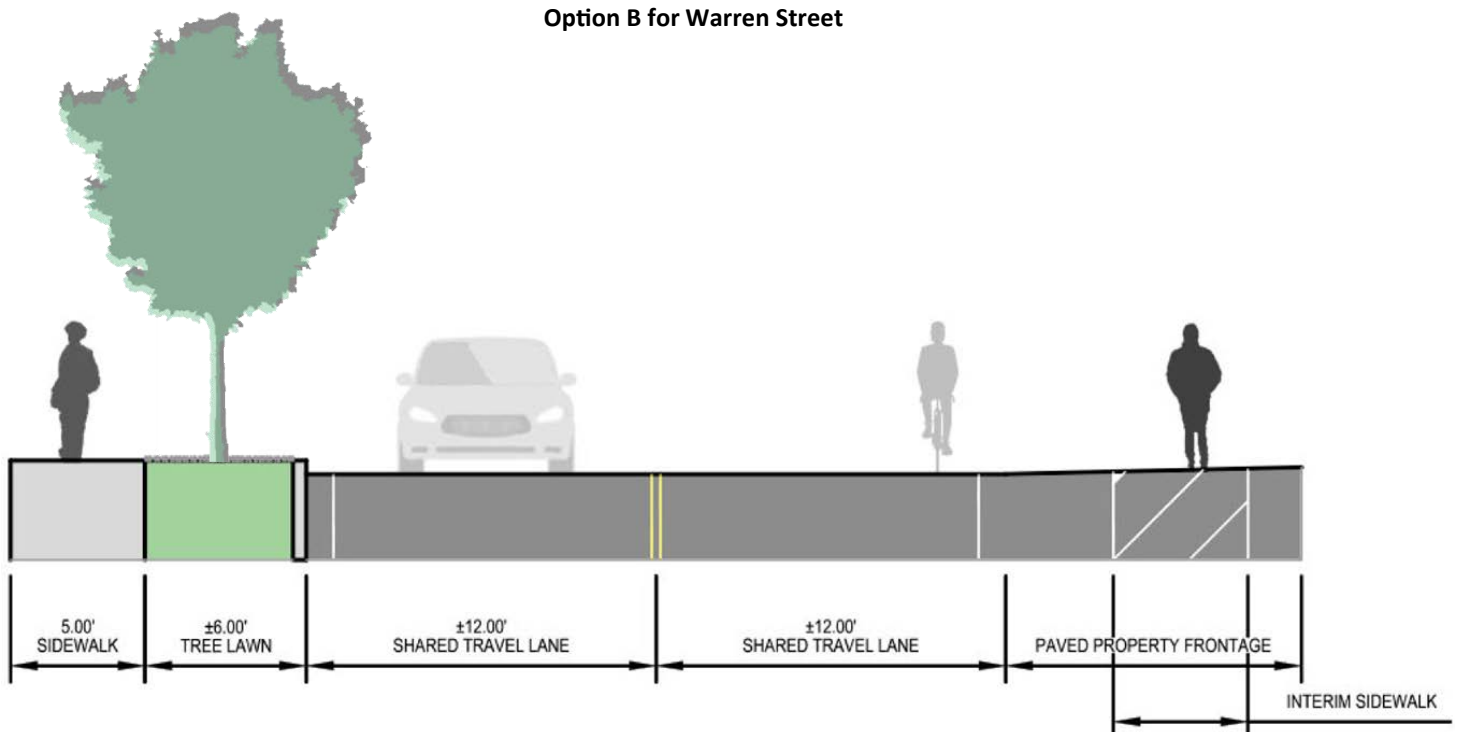 Option B for Warren Street
5.00'
SIDEWALK
±6.00'
TREE LAWN
±12.00'
SHARED TRAVEL LANE
±12.00'
SHARED TRAVEL LANE
PAVED PROPERTY FRONTAGE
INTERIM SIDEWALK